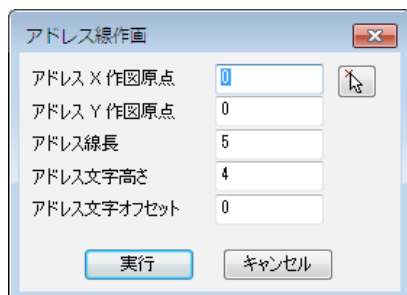 アドレス線作画
アドレス X 作図原点 0
アドレス Y 作図原点 0
アドレス線長 5
アドレス文字高さ 4
アドレス文字オフセット 0
実行 キャンセル